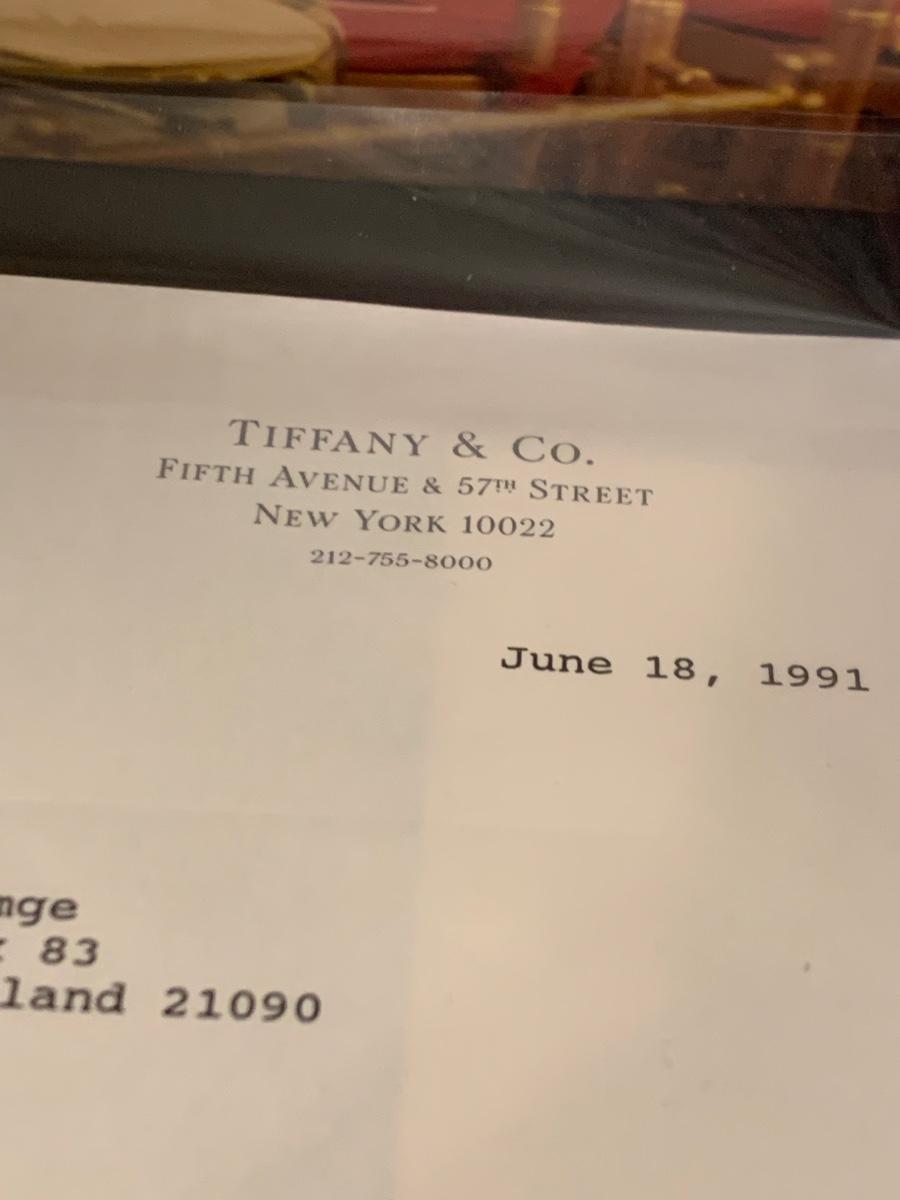 TIFFANY & CO.
FIFTH AVENUE & 57TH STREET
NEW YORK 10022
212-755-8000
June 18, 1991
nge
83
land 21090